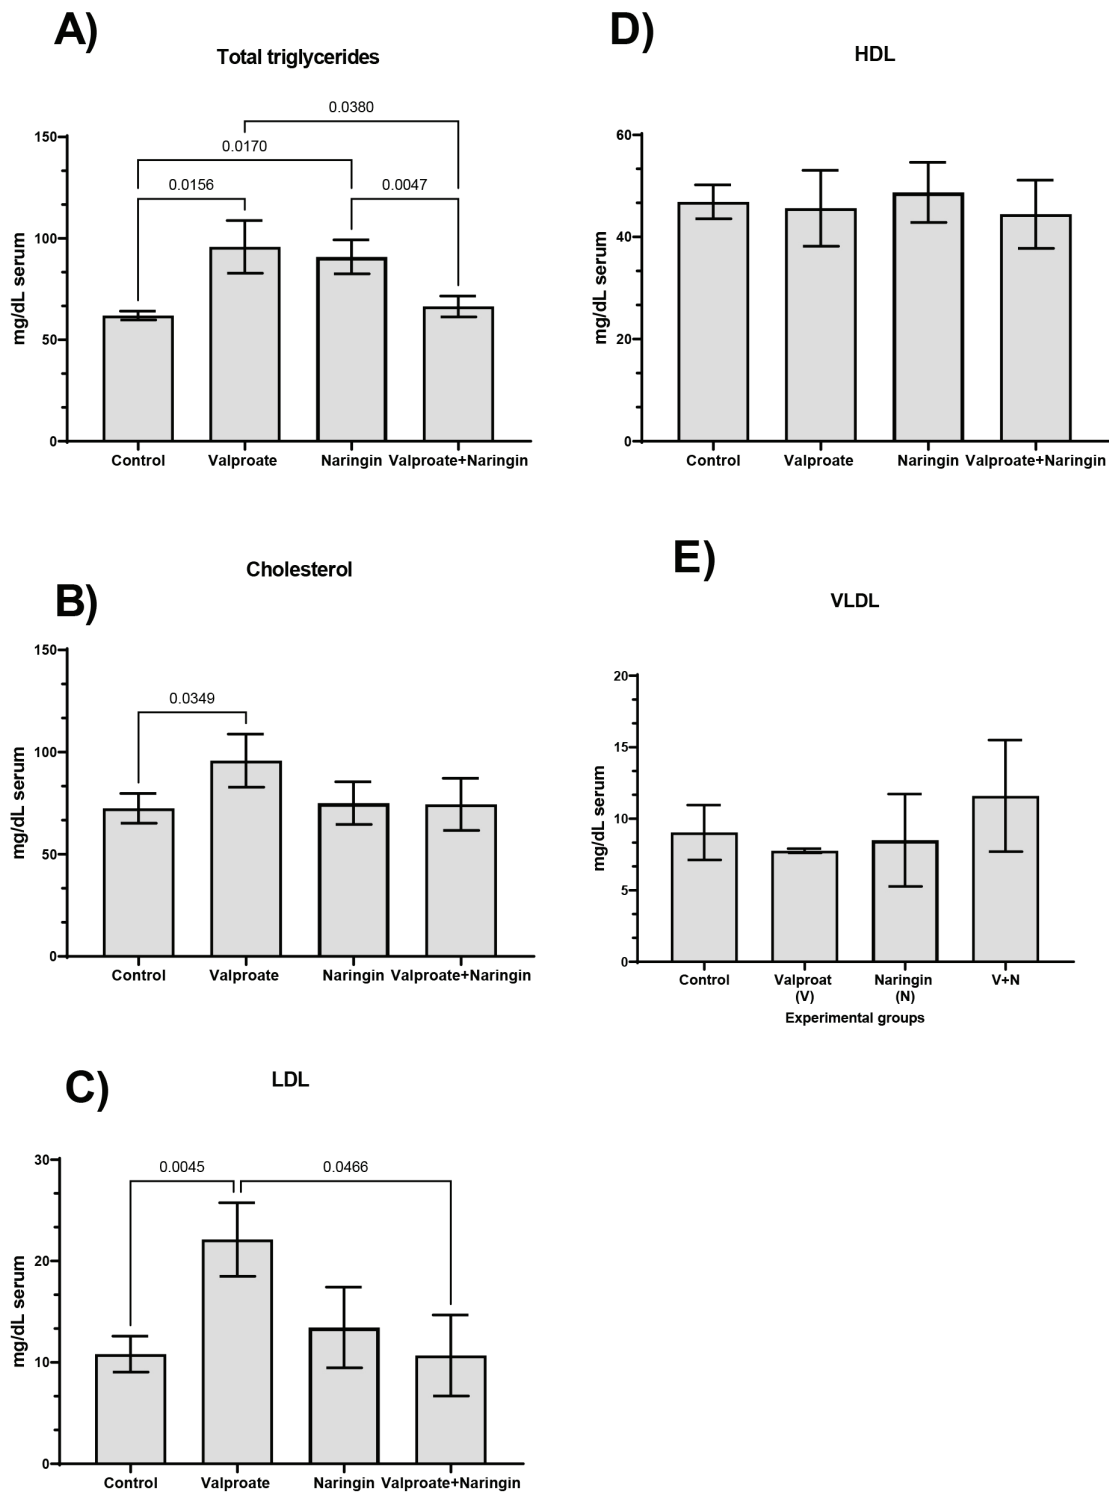 A)
Total triglycerides
0.0380
0.0170
0.0156
0.0047
150
100
50
0
mg/dL serum
Control Valproate Naringin Valproate+Naringin
B)
Cholesterol
0.0349
150
100
50
0
mg/dL serum
Control Valproate Naringin Valproate+Naringin
C)
LDL
0.0045 0.0466
30
20
10
0
mg/dL serum
Control Valproate Naringin Valproate+Naringin
D)
HDL
60
40
20
0
mg/dL serum
Control Valproate Naringin Valproate+Naringin
E)
VLDL
20
15
10
5
0
mg/dL serum
Control Valproat Naringin V+N
(V) (N)
Experimental groups